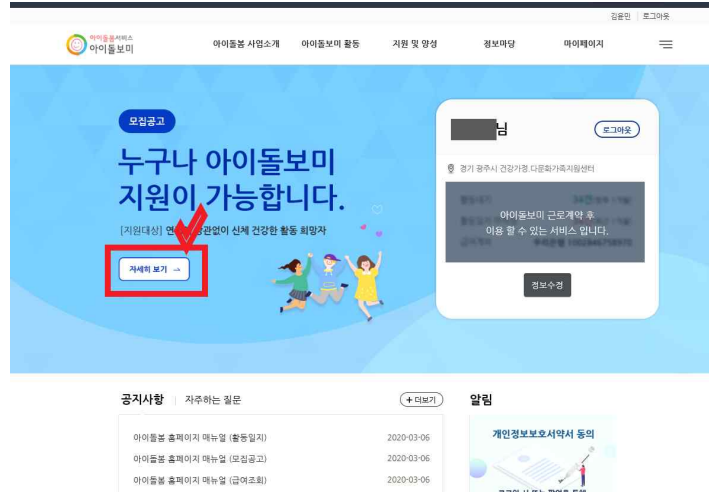 김윤민 로그아웃
아이돌봄서비스
아이돌보미
아이돌봄 사업소개 아이돌보미 활동 지원 및 양성 정보마당 마이페이지
모집공고
누구나 아이돌보미
지원이 가능합니다.
[지원대상] 관없이 신체 건강한 활동 희망자
자세히 보기 →
님
로그아웃
경기 광주시 건강가정.다문화가족지원센터
아이돌보미 근로계약 후
이용 할 수 있는 서비스 입니다.
정보수정
공지사항 자주하는 질문
+ 더보기
알림
아이돌봄 홈페이지 매뉴얼 (활동일지) 2020-03-06
아이돌봄 홈페이지 매뉴얼 (모집공고) 2020-03-06
아이돌봄 홈페이지 매뉴얼 (급여조회) 2020-03-06
개인정보보호서약서 동의